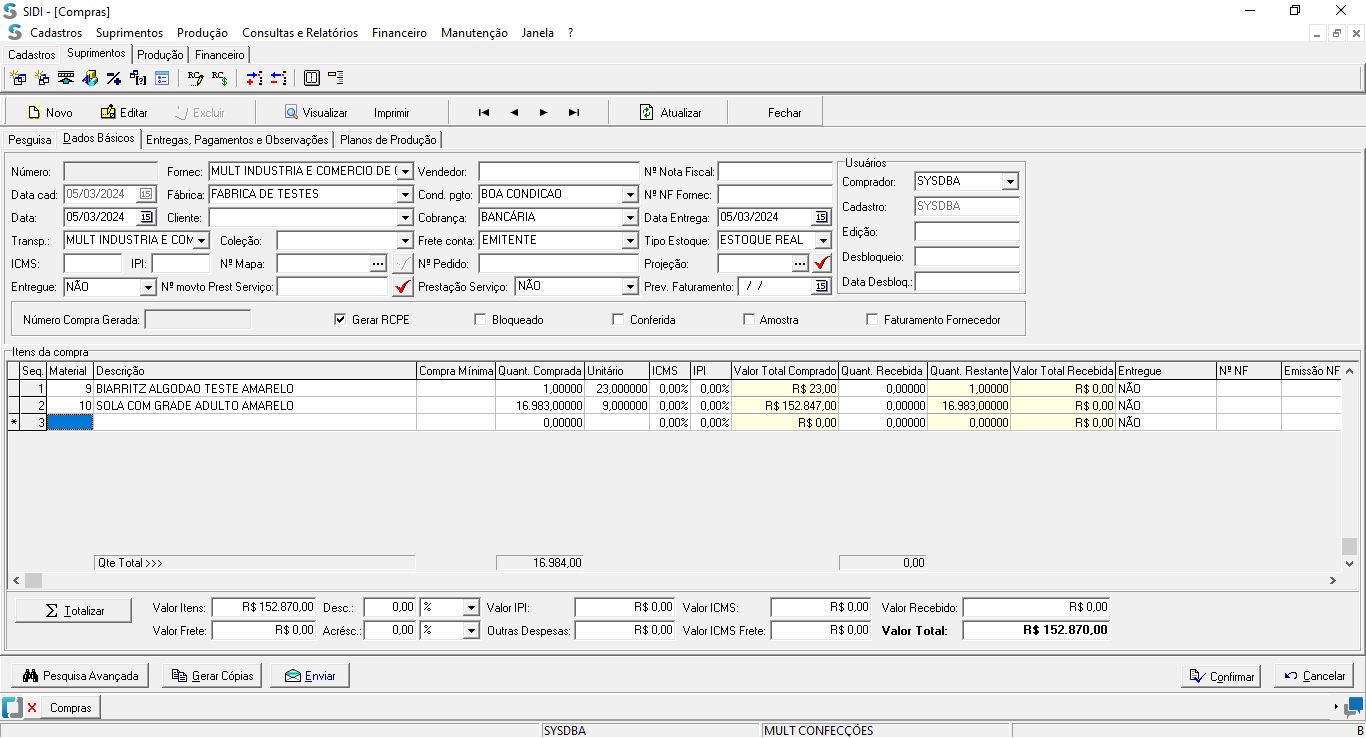 SIDI - [Compras]
Cadastros Suprimentos Produção Consultas e Relatórios Financeiro Manutenção Janela ?
Cadastros Suprimentos Produção Financeiro
Novo Editar Excluir Visualizar Imprimir Atualizar Fechar
Pesquisa Dados Básicos Entregas, Pagamentos e Observações Planos de Produção
Número: Fornec: MULT INDUSTRIA E COMERCIO DE ( Vendedor: Nº Nota Fiscal: Usuários
Comprador: SYSDBA
Data cad: 05/03/2024 15 Fábrica: FABRICA DE TESTES Cond. pgto: BOA CONDICAO Nº NF Fornec:
Cadastro: SYSDBA
Data: 05/03/2024 15 Cliente: Cobrança: BANCÁRIA Data Entrega: 05/03/2024 15
Edição:
Transp.: MULT INDUSTRIA E COM Coleção: Frete conta: EMITENTE Tipo Estoque: ESTOQUE REAL
Desbloqueio:
ICMS: IPI: Nº Mapa: ... Nº Pedido: Projeção: ...
Data Desbloq.:
Entregue: NÃO Nº movto Prest Serviço: Prestação Serviço: NÃO Prev. Faturamento: / / 15
Número Compra Gerada: Gerar RCPE Bloqueado Conferida Amostra Faturamento Fornecedor
Itens da compra
Seq. Material Descrição Compra Mínima Quant. Comprada Unitário ICMS IPI Valor Total Comprado Quant. Recebida Quant. Restante Valor Total Recebida Entregue Nº NF Emissão NF
1 9 BIARRITZ ALGODAO TESTE AMARELO 1,00000 23,000000 0,00% 0,00% R$ 23,00 0,00000 1,00000 R$ 0,00 NÃO
2 10 SOLA COM GRADE ADULTO AMARELO 16.983,00000 9,000000 0,00% 0,00% R$ 152.847,00 0,00000 16.983,00000 R$ 0,00 NÃO
* 3 0,00000 0,00% 0,00% R$ 0,00 0,00000 0,00000 R$ 0,00 NÃO
Qte Total >>> 16.984,00 0,00
Totalizar Valor Itens: R$ 152.870,00 Desc.: 0,00 % Valor IPI: R$ 0,00 Valor ICMS: R$ 0,00 Valor Recebido: R$ 0,00
Valor Frete: R$ 0,00 Acrésc.: 0,00 % Outras Despesas: R$ 0,00 Valor ICMS Frete: R$ 0,00 Valor Total: R$ 152.870,00
Pesquisa Avançada Gerar Cópias Enviar Confirmar Cancelar
Compras
SYSDBA MULT CONFECÇÕES B